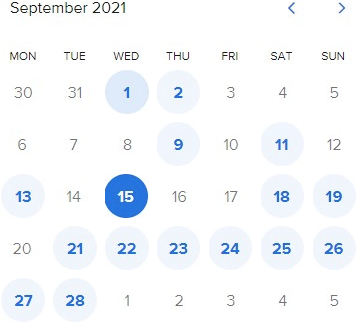 September 2021
MON TUE WED THU FRI SAT SUN
30 31 1 2 3 4 5
6 7 8 9 10 11 12
13 14 15 16 17 18 19
20 21 22 23 24 25 26
27 28 1 2 3 4 5